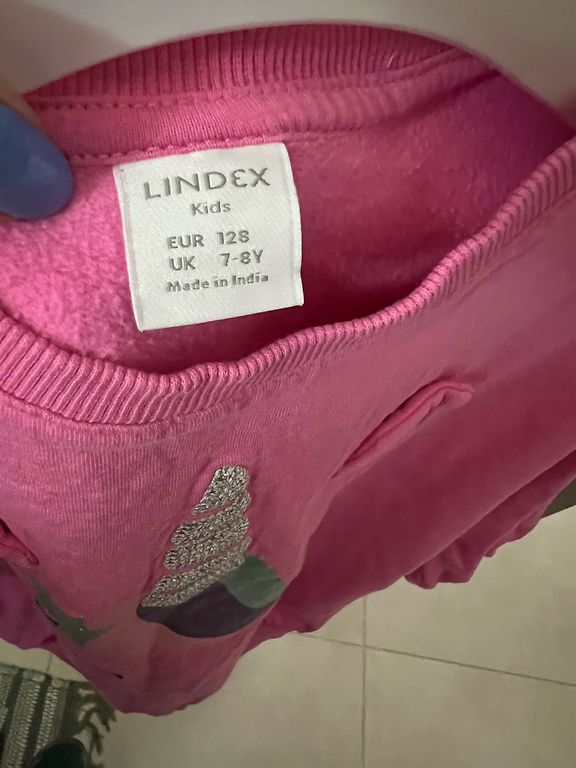 LINDEX
Kids
EUR 128
UK 7-8Y
Made in India